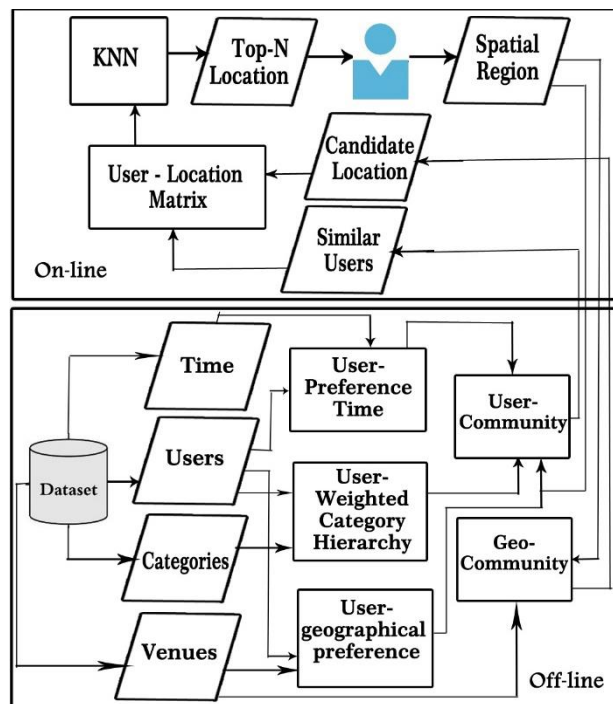 KNN
Top-N
Location
Spatial
Region
User - Location
Matrix
Candidate
Location
Similar
Users
On-line
Time
User-
Preference
Time
User-
Community
Users
Dataset
User-
Weighted
Category
Hierarchy
Categories
Geo-
Community
User-
geographical
preference
Venues
Off-line